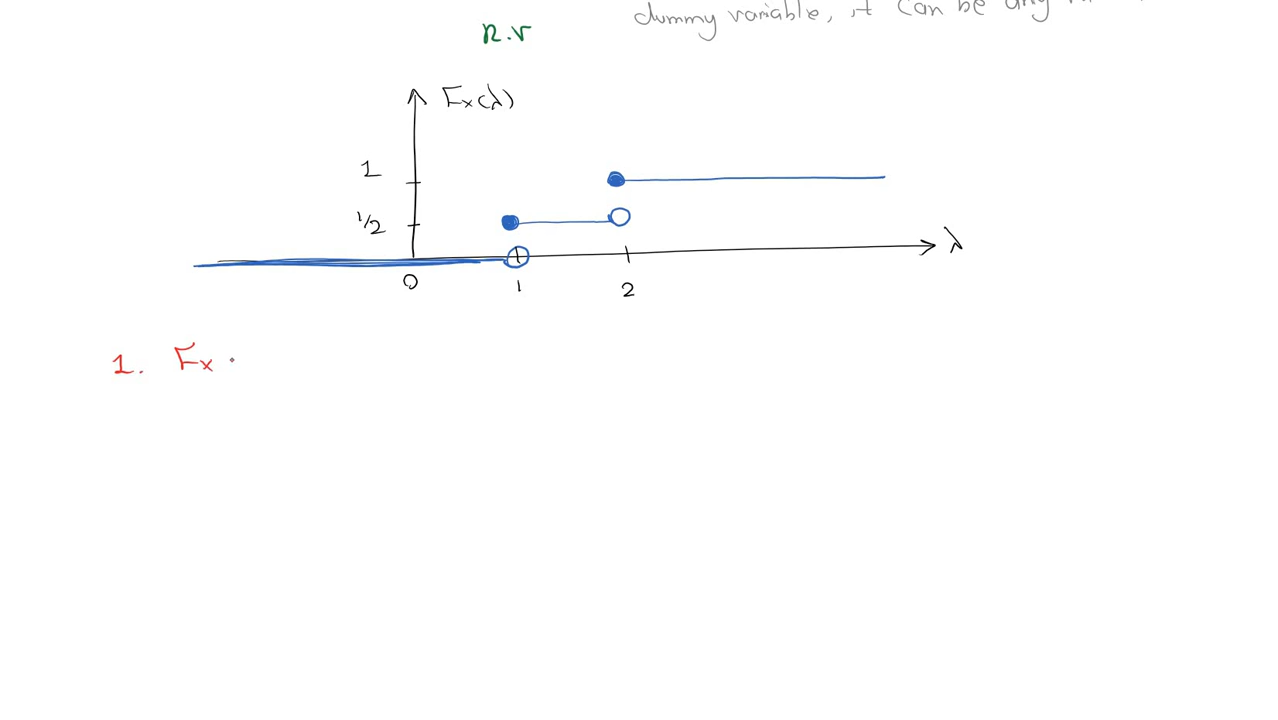 dummy variable, it can be any
R.V
Fx(λ)
1
1/2
λ
0 1 2
1. Fx